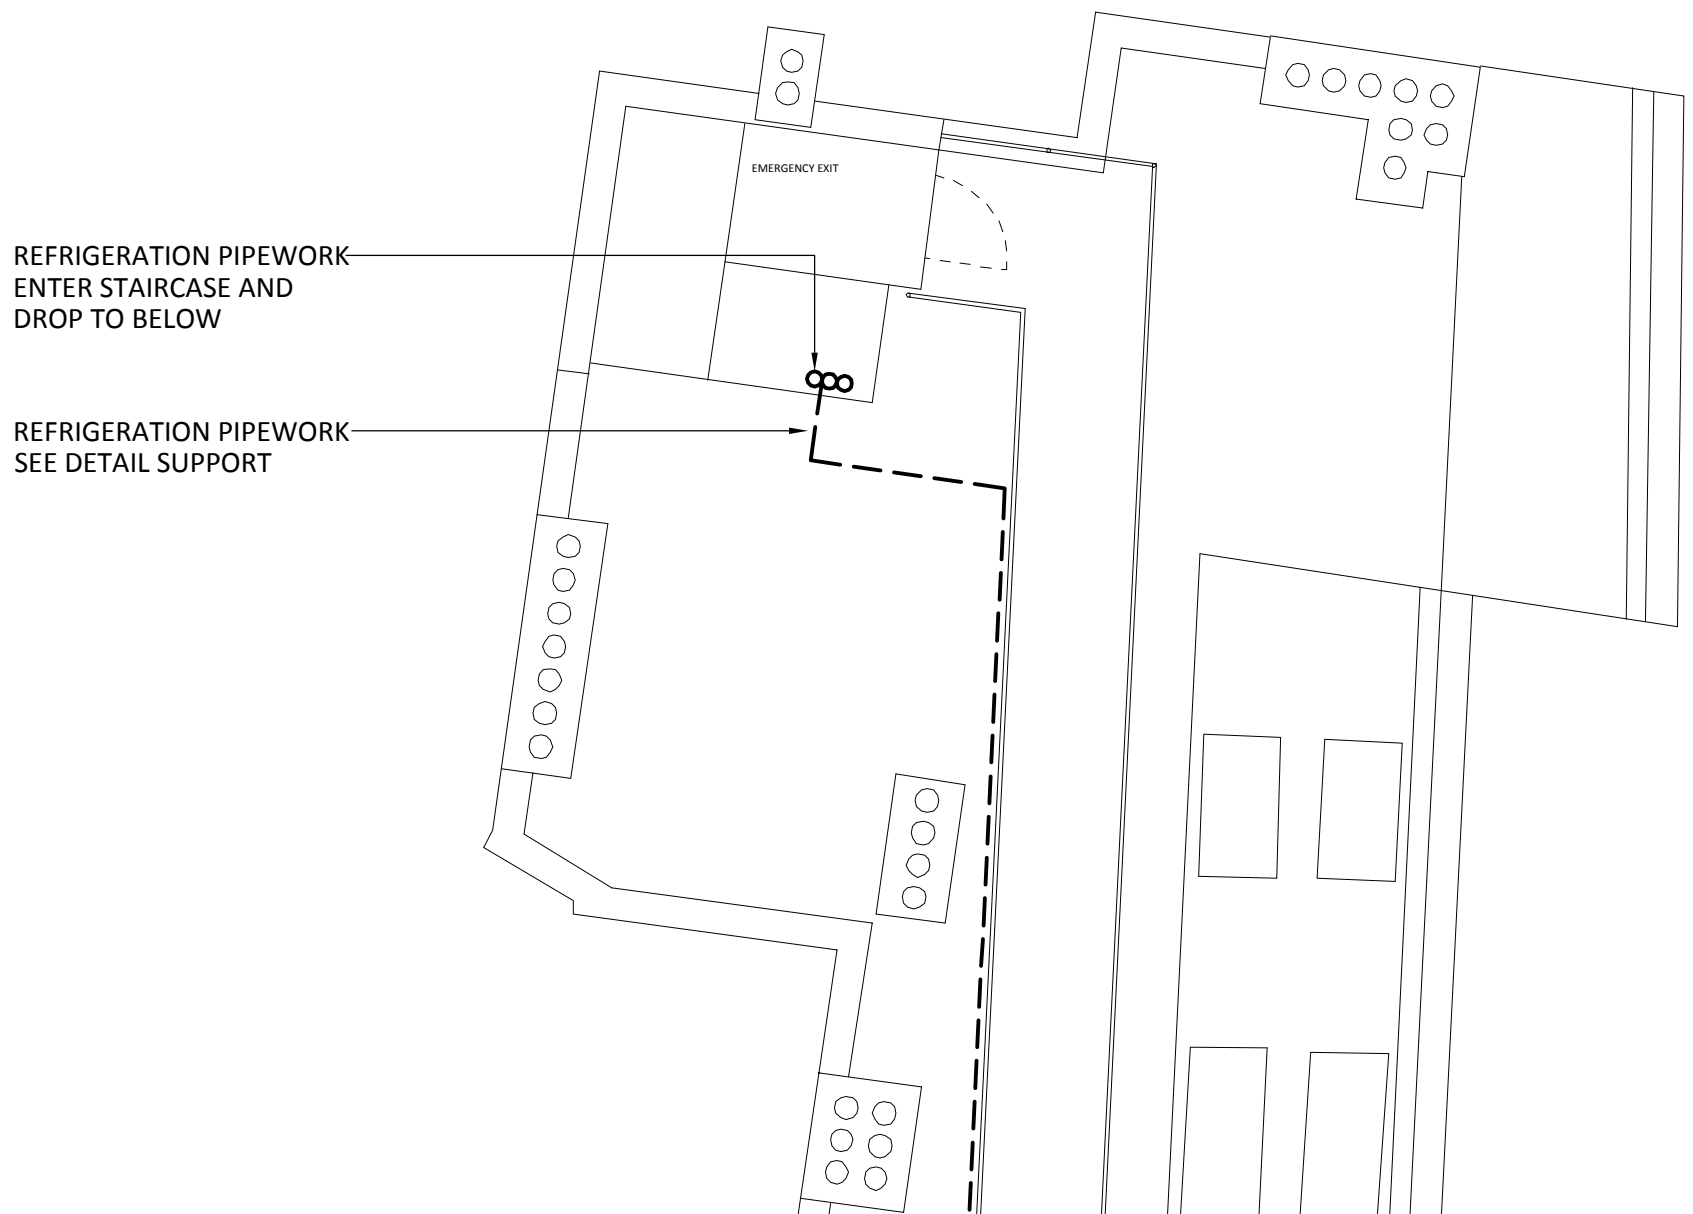 EMERGENCY EXIT
REFRIGERATION PIPEWORK
ENTER STAIRCASE AND
DROP TO BELOW
REFRIGERATION PIPEWORK
SEE DETAIL SUPPORT